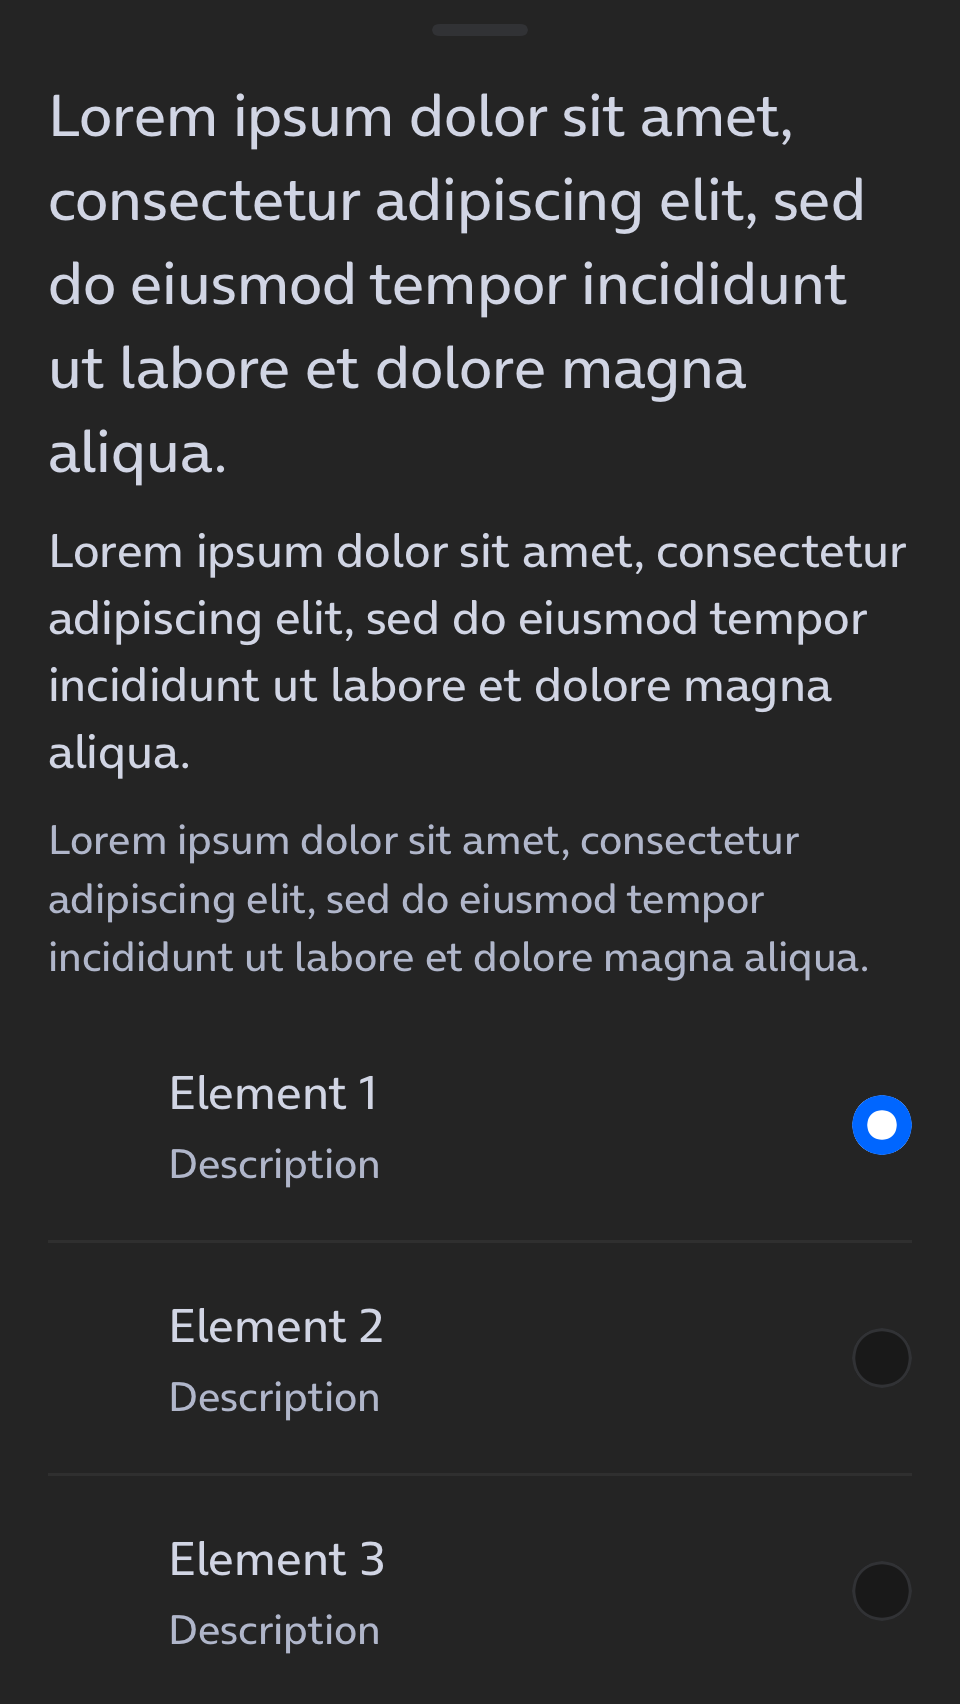 Lorem ipsum dolor sit amet,
consectetur adipiscing elit, sed
do eiusmod tempor incididunt
ut labore et dolore magna
aliqua.
Lorem ipsum dolor sit amet, consectetur
adipiscing elit, sed do eiusmod tempor
incididunt ut labore et dolore magna
aliqua.
Lorem ipsum dolor sit amet, consectetur
adipiscing elit, sed do eiusmod tempor
incididunt ut labore et dolore magna aliqua.
Element 1
Description
Element 2
Description
Element 3
Description